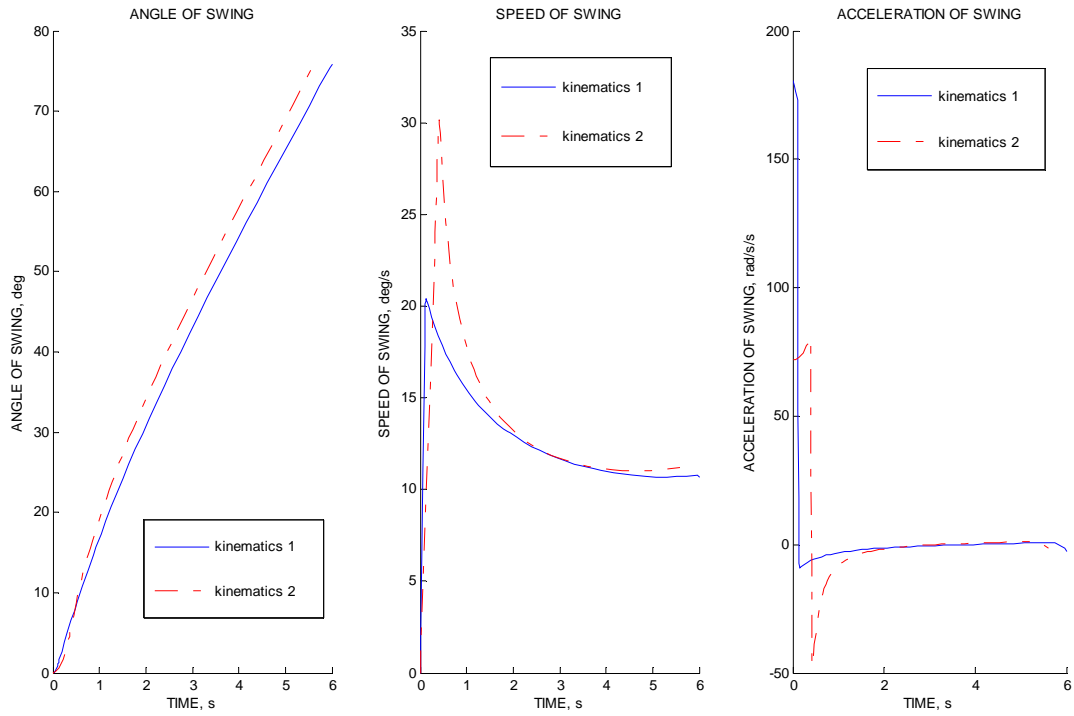 ANGLE OF SWING
80
70
60
50
40
30
20
10
0
ANGLE OF SWING, deg
kinematics 1
kinematics 2
0 1 2 3 4 5 6
TIME, s
SPEED OF SWING
35
30
25
20
15
10
5
0
SPEED OF SWING, deg/s
kinematics 1
kinematics 2
0 1 2 3 4 5 6
TIME, s
ACCELERATION OF SWING
200
150
100
50
0
-50
ACCELERATION OF SWING, rad/s/s
kinematics 1
kinematics 2
0 2 4 6
TIME, s